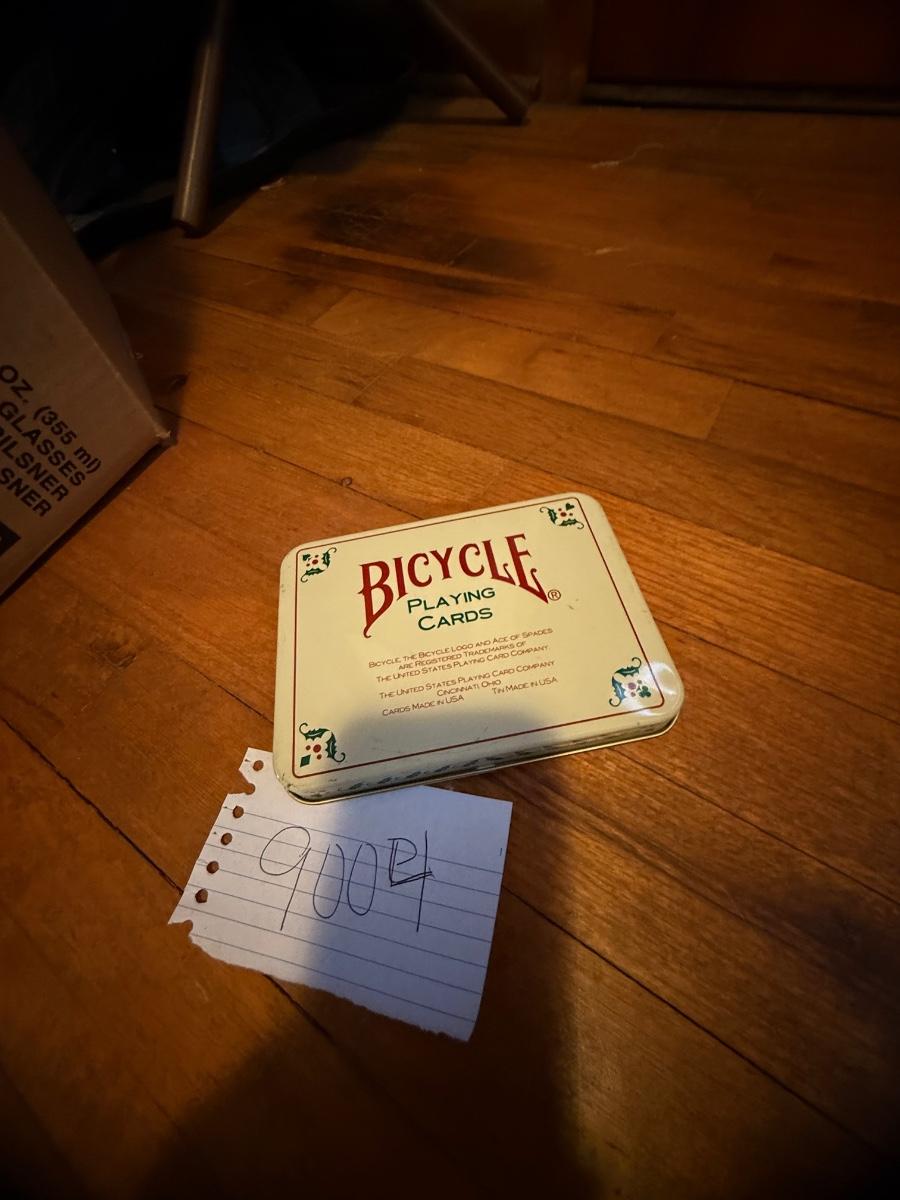 OZ. (355 ml)
GLASSES
PILSNER
SNER
BICYCLE®
PLAYING
CARDS
BICYCLE, THE BICYCLE LOGO AND ACE OF SPADES
ARE REGISTERED TRADEMARKS OF
THE UNITED STATES PLAYING CARD COMPANY
THE UNITED STATES PLAYING CARD COMPANY
CINCINNATI, OHIO
CARDS MADE IN USA TIN MADE IN USA
9004